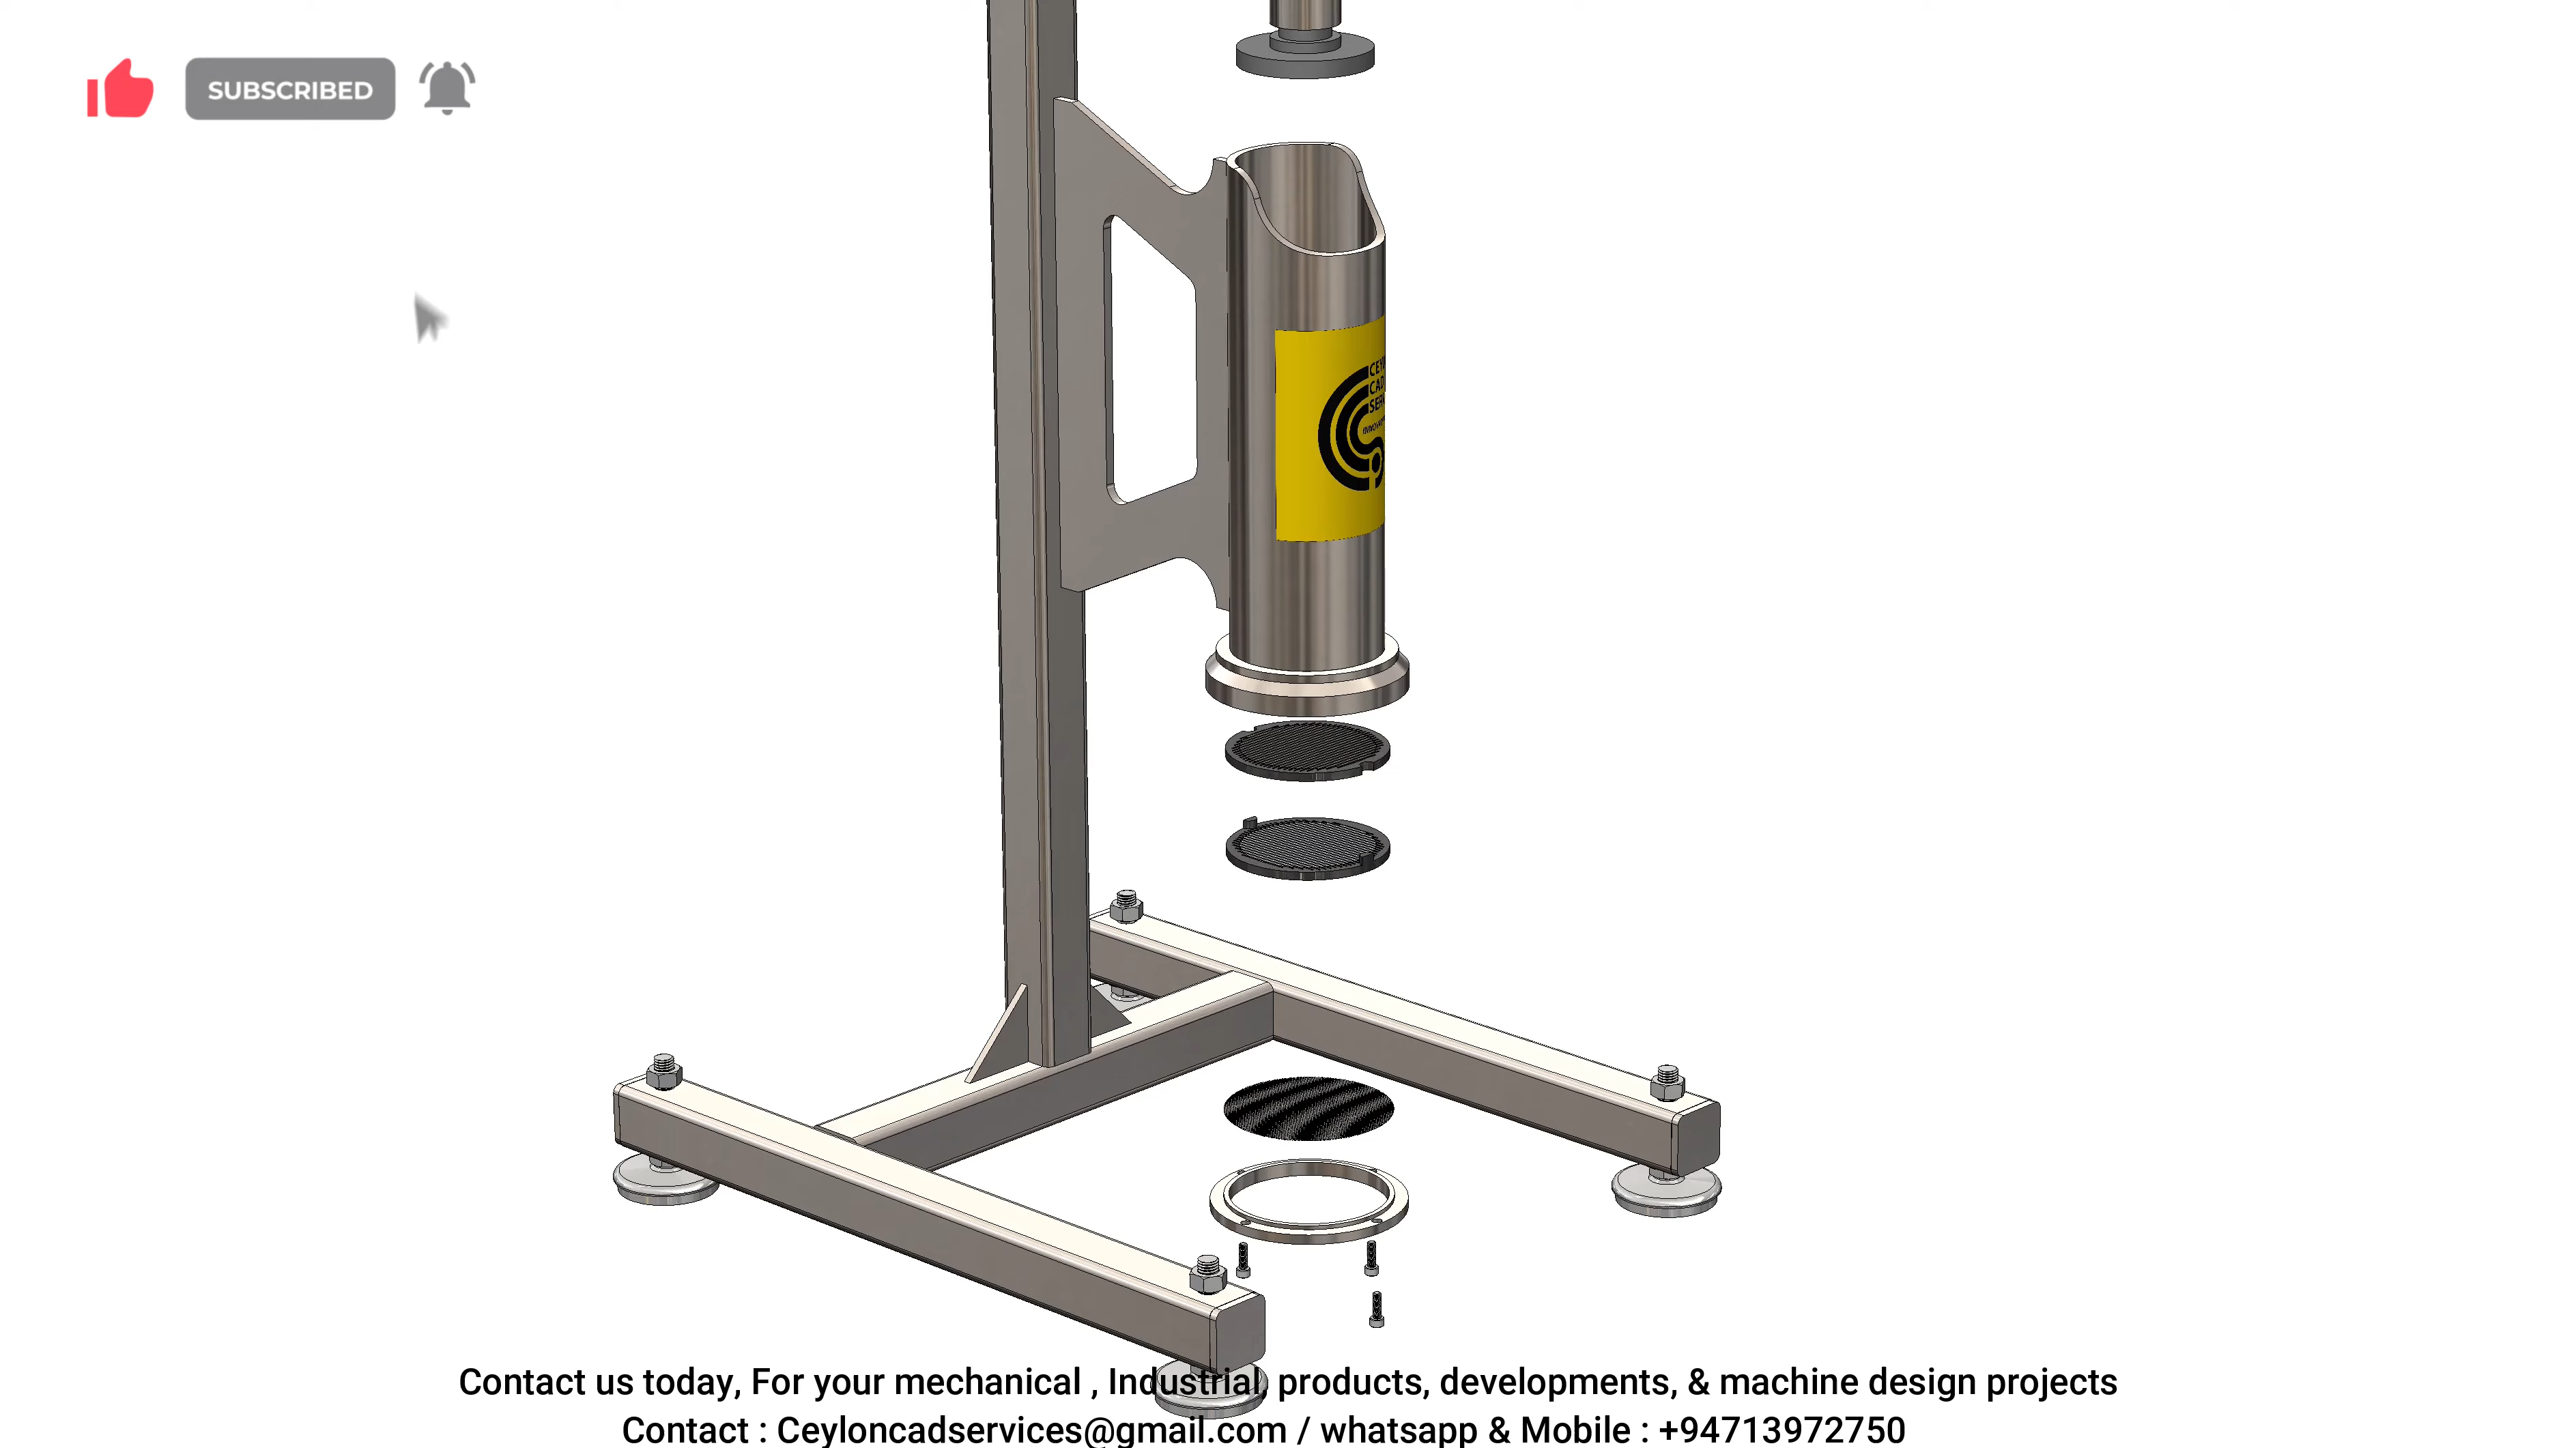 SUBSCRIBED
CAD
Contact us today, For your mechanical , Industrial, products, developments, & machine design projects
Contact : Ceyloncadservices@gmail.com / whatsapp & Mobile : +94713972750